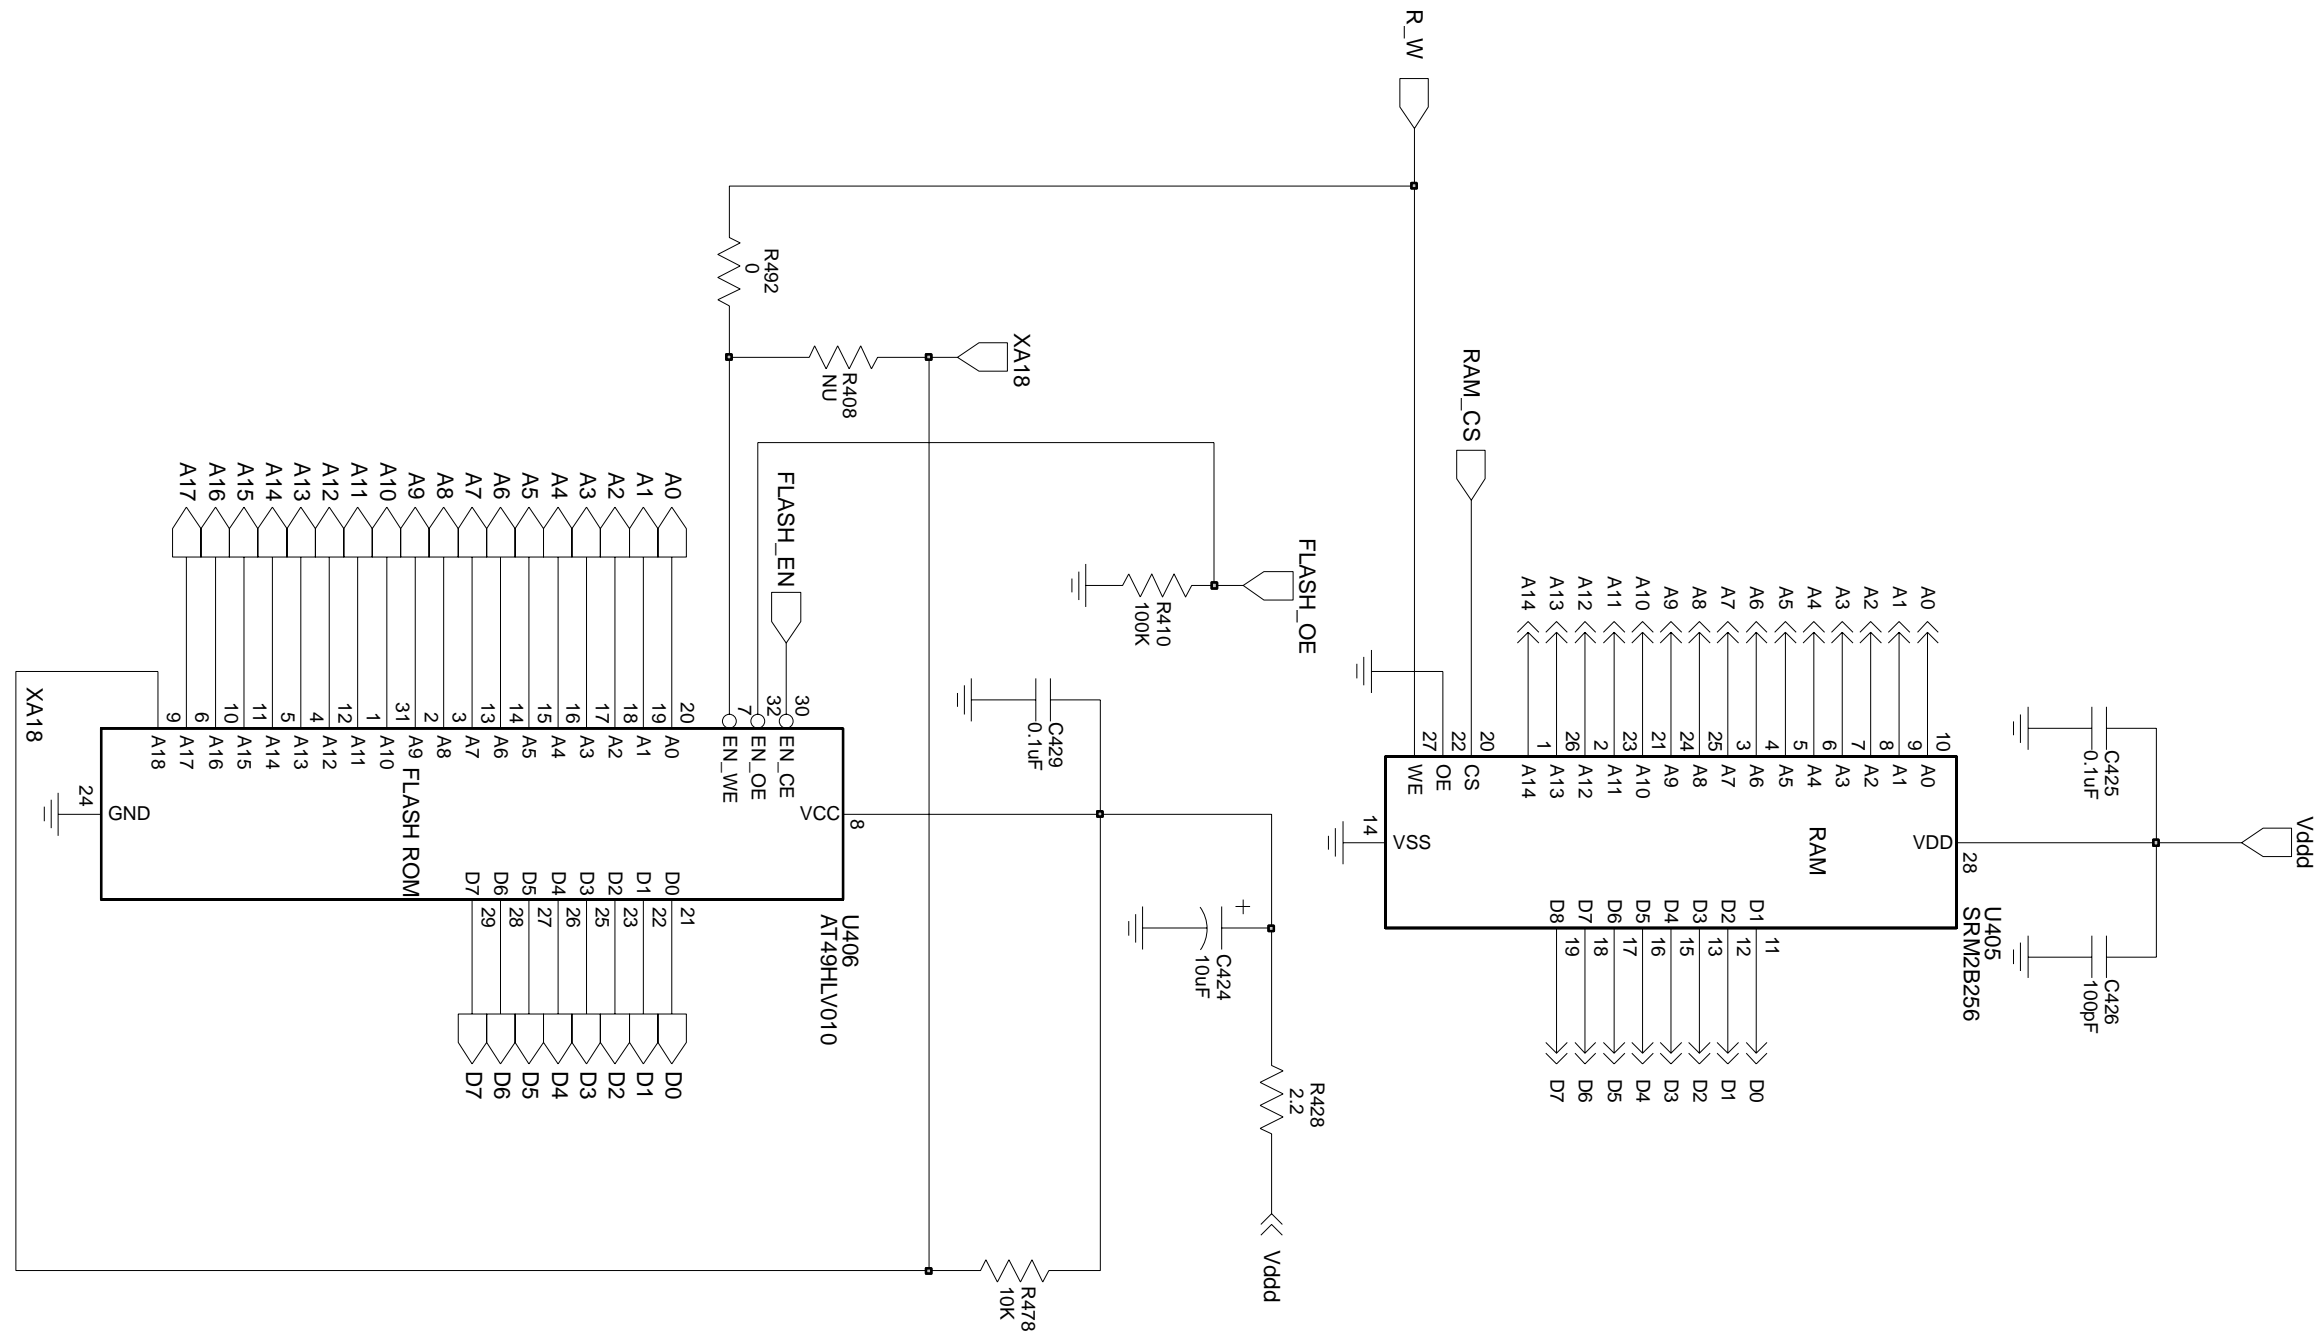 Vddd
C425
0.1uF
C426
100pF
U405
SRM2B256
VDD
28
RAM
A0 10 A0
A1 9 A1
A2 8 A2
A3 7 A3
A4 6 A4
A5 5 A5
A6 4 A6
A7 3 A7
A8 25 A8
A9 24 A9
A10 21 A10
A11 23 A11
A12 2 A12
A13 26 A13
A14 1 A14
D1 11 D0
D2 12 D1
D3 13 D2
D4 15 D3
D5 16 D4
D6 17 D5
D7 18 D6
D8 19 D7
RAM_CS
20 CS
22 OE
27 WE
R_W
14
VSS
FLASH_OE
R410
100K
R428
2.2
Vddd
+
C424
10uF
C429
0.1uF
R478
10K
XA18
R408
NU
R492
0
U406
AT49HLV010
VCC
8
FLASH_EN
30 EN_CE
32 EN_OE
7 EN_WE
FLASH ROM
A0 20 A0
A1 19 A1
A2 18 A2
A3 17 A3
A4 16 A4
A5 15 A5
A6 14 A6
A7 13 A7
A8 3 A8
A9 2 A9
A10 31 A10
A11 1 A11
A12 12 A12
A13 4 A13
A14 5 A14
A15 11 A15
A16 10 A16
A17 6 A17
9 A18
D0 21 D0
D1 22 D1
D2 23 D2
D3 25 D3
D4 26 D4
D5 27 D5
D6 28 D6
D7 29 D7
24
GND
XA18